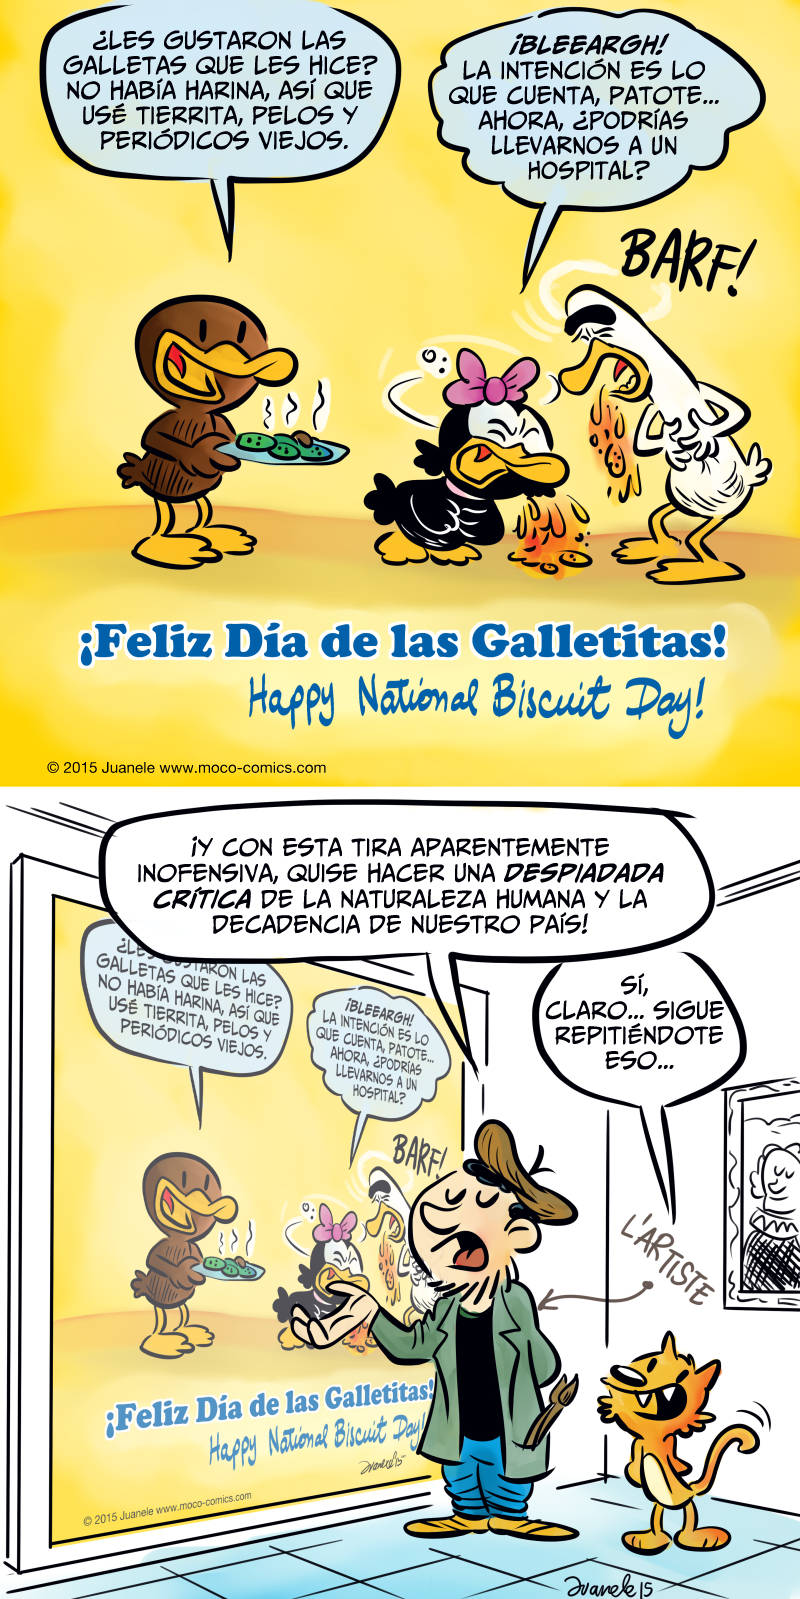 ¿LES GUSTARON LAS
GALLETAS QUE LES HICE?
NO HABÍA HARINA, ASÍ QUE
USÉ TIERRITA, PELOS Y
PERIÓDICOS VIEJOS.
¡BLEEARGH!
LA INTENCIÓN ES LO
QUE CUENTA, PATOTE...
AHORA, ¿PODRÍAS
LLEVARNOS A UN
HOSPITAL?
BARF!
¡Feliz Día de las Galletitas!
Happy National Biscuit Day!
© 2015 Juanele www.moco-comics.com
¡Y CON ESTA TIRA APARENTEMENTE
INOFENSIVA, QUISE HACER UNA DESPIADADA
CRÍTICA DE LA NATURALEZA HUMANA Y LA
DECADENCIA DE NUESTRO PAÍS!
SÍ,
CLARO... SIGUE
REPITIÉNDOTE
ESO...
¿LES GUSTARON LAS
GALLETAS QUE LES HICE?
NO HABÍA HARINA, ASÍ QUE
USÉ TIERRITA, PELOS Y
PERIÓDICOS VIEJOS.
¡BLEEARGH!
LA INTENCIÓN ES LO
QUE CUENTA, PATOTE...
AHORA, ¿PODRÍAS
LLEVARNOS A UN
HOSPITAL?
BARF!
L'ARTISTE
¡Feliz Día de las Galletitas!
Happy National Biscuit Day!
Juanele15
© 2015 Juanele www.moco-comics.com
Juanele15